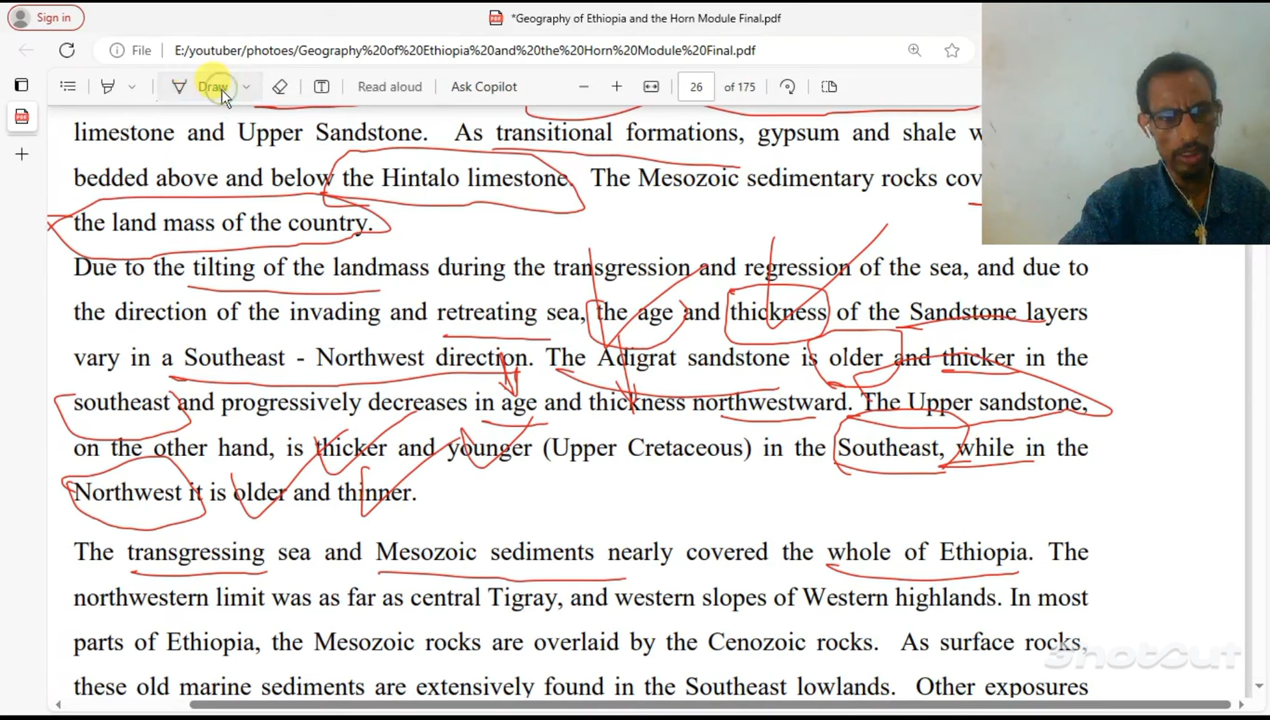 Sign in
*Geography of Ethiopia and the Horn Module Final.pdf
File E:/youtuber/photoes/Geography%20of%20Ethiopia%20and%20the%20Horn%20Module%20Final.pdf
Draw Read aloud Ask Copilot 26 of 175
limestone and Upper Sandstone. As transitional formations, gypsum and shale
bedded above and below the Hintalo limestone. The Mesozoic sedimentary rocks
the land mass of the country.
Due to the tilting of the landmass during the transgression and regression of the sea, and due to
the direction of the invading and retreating sea, the age and thickness of the Sandstone layers
vary in a Southeast - Northwest direction. The Adigrat sandstone is older and thicker in the
southeast and progressively decreases in age and thickness northwestward. The Upper sandstone,
on the other hand, is thicker and younger (Upper Cretaceous) in the Southeast, while in the
Northwest it is older and thinner.
The transgressing sea and Mesozoic sediments nearly covered the whole of Ethiopia. The
northwestern limit was as far as central Tigray, and western slopes of Western highlands. In most
parts of Ethiopia, the Mesozoic rocks are overlaid by the Cenozoic rocks. As surface rocks,
these old marine sediments are extensively found in the Southeast lowlands. Other exposures
Shotcut